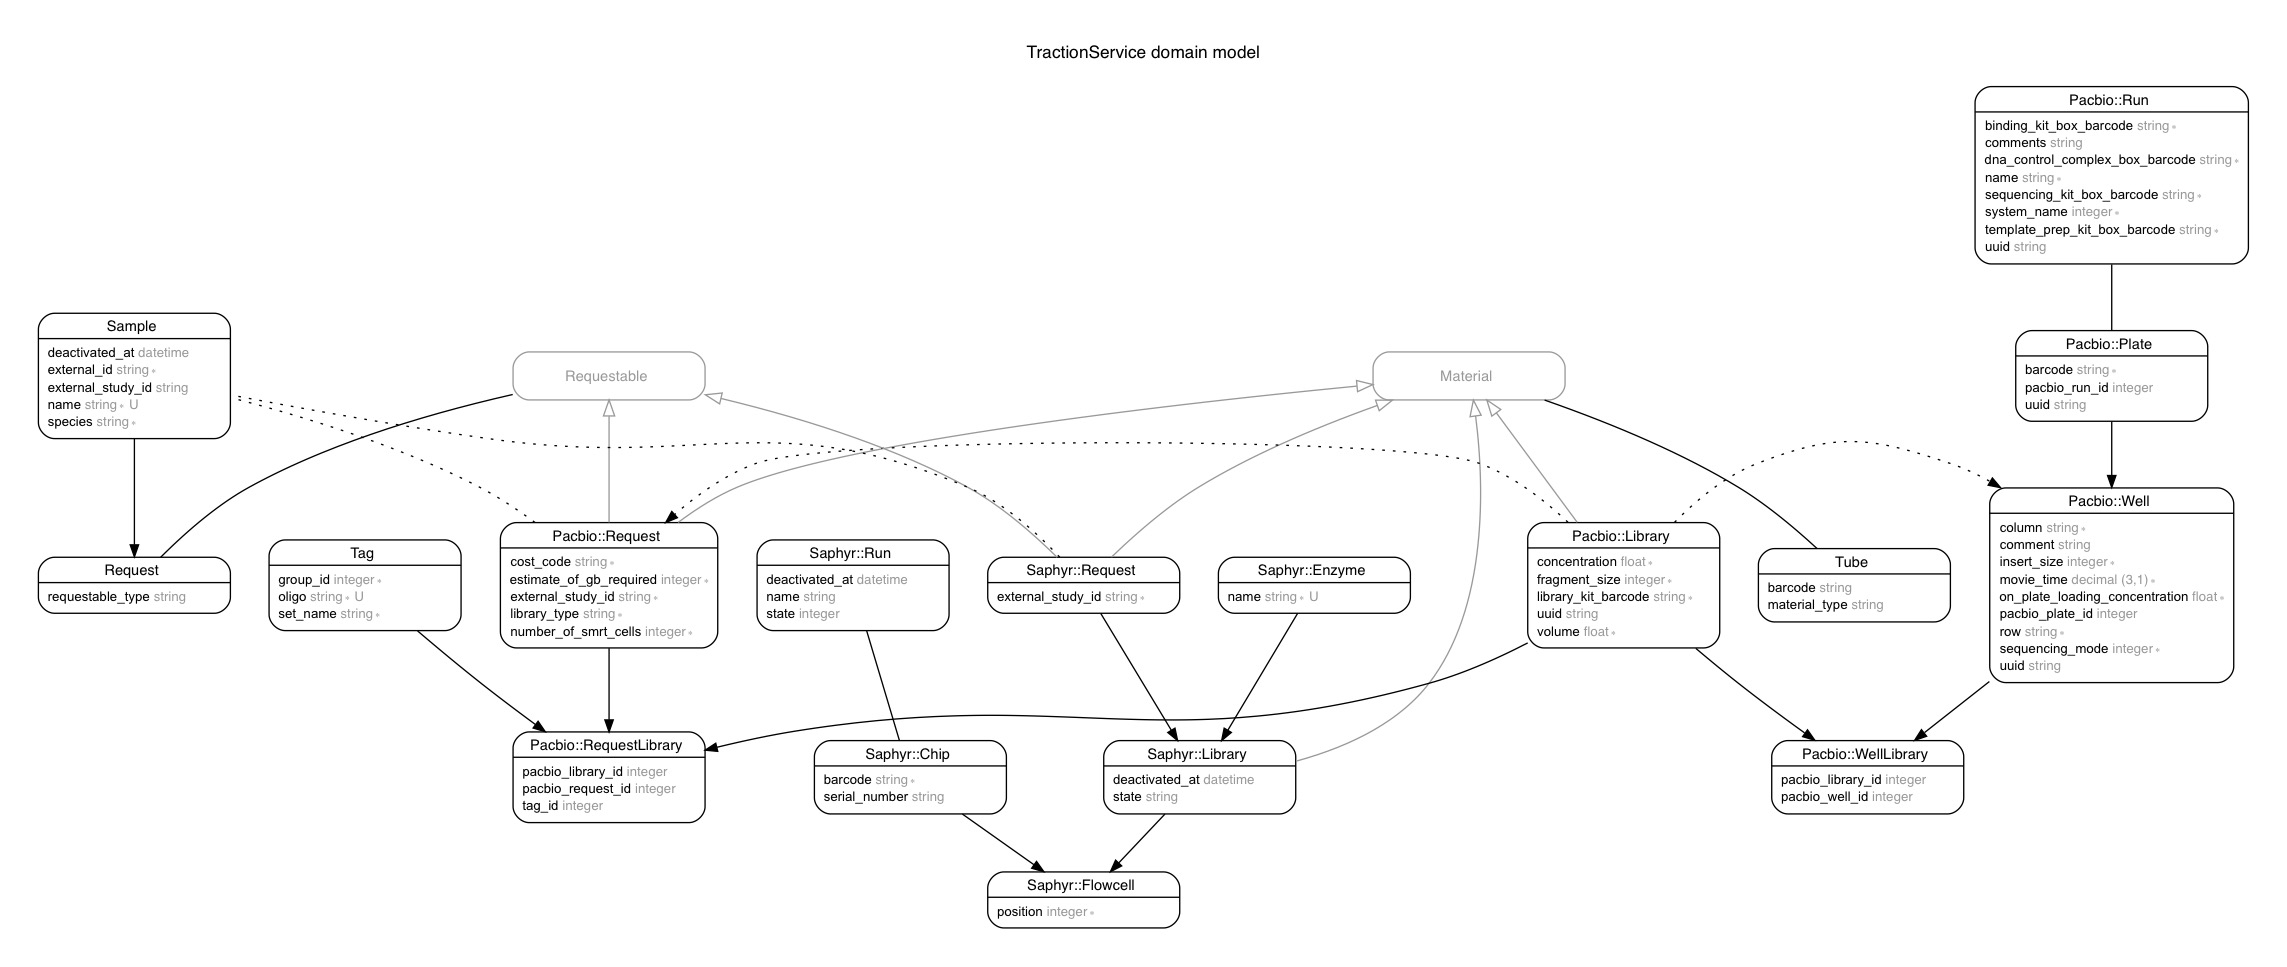 TractionService domain model
Pacbio::Run
binding_kit_box_barcode string ∗
comments string
dna_control_complex_box_barcode string ∗
name string ∗
sequencing_kit_box_barcode string ∗
system_name integer ∗
template_prep_kit_box_barcode string ∗
uuid string
Sample
deactivated_at datetime
external_id string ∗
external_study_id string
name string ∗ U
species string ∗
Requestable
Material
Pacbio::Plate
barcode string ∗
pacbio_run_id integer
uuid string
Request
requestable_type string
Tag
group_id integer ∗
oligo string ∗ U
set_name string ∗
Pacbio::Request
cost_code string ∗
estimate_of_gb_required integer ∗
external_study_id string ∗
library_type string ∗
number_of_smrt_cells integer ∗
Saphyr::Run
deactivated_at datetime
name string
state integer
Saphyr::Request
external_study_id string ∗
Saphyr::Enzyme
name string ∗ U
Pacbio::Library
concentration float ∗
fragment_size integer ∗
library_kit_barcode string ∗
uuid string
volume float ∗
Tube
barcode string
material_type string
Pacbio::Well
column string ∗
comment string
insert_size integer ∗
movie_time decimal (3,1) ∗
on_plate_loading_concentration float ∗
pacbio_plate_id integer
row string ∗
sequencing_mode integer ∗
uuid string
Pacbio::RequestLibrary
pacbio_library_id integer
pacbio_request_id integer
tag_id integer
Saphyr::Chip
barcode string ∗
serial_number string
Saphyr::Library
deactivated_at datetime
state string
Pacbio::WellLibrary
pacbio_library_id integer
pacbio_well_id integer
Saphyr::Flowcell
position integer ∗